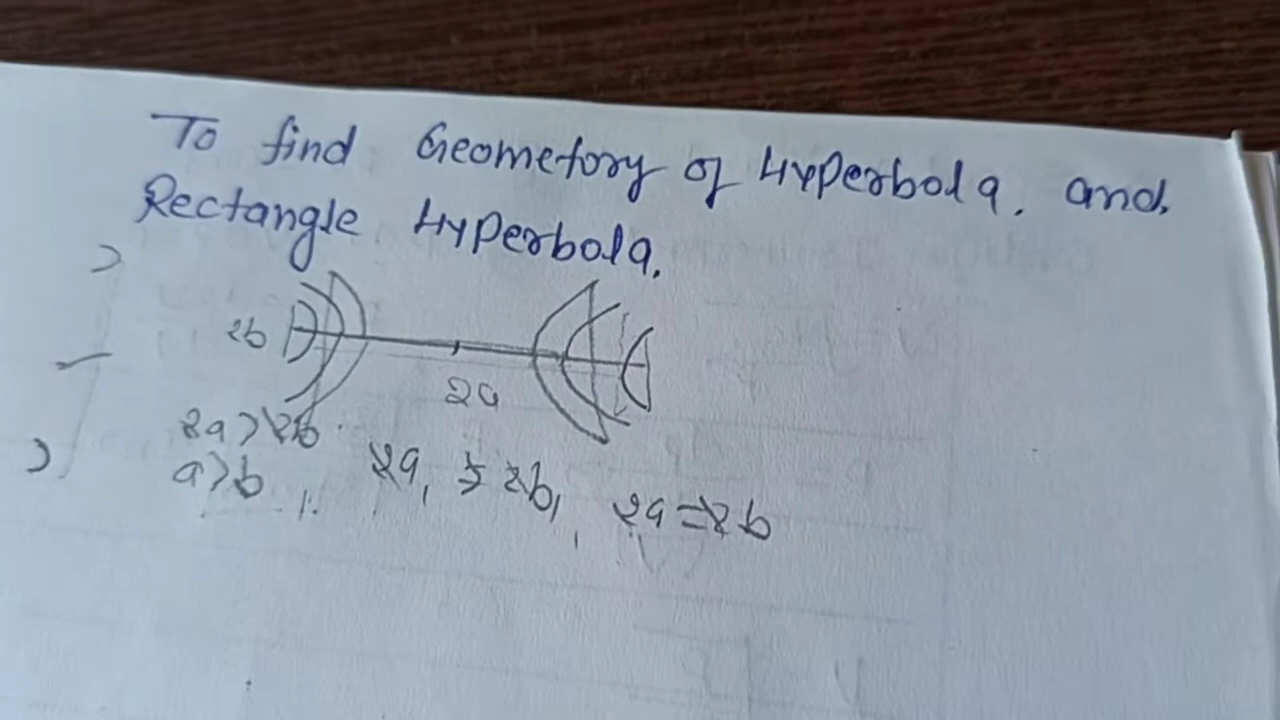 To find Geometory of Hyperbola. and.
Rectangle Hyperbola.
2b
2a
2a > 2b.
a > b
2a, 2b, 2a = 2b